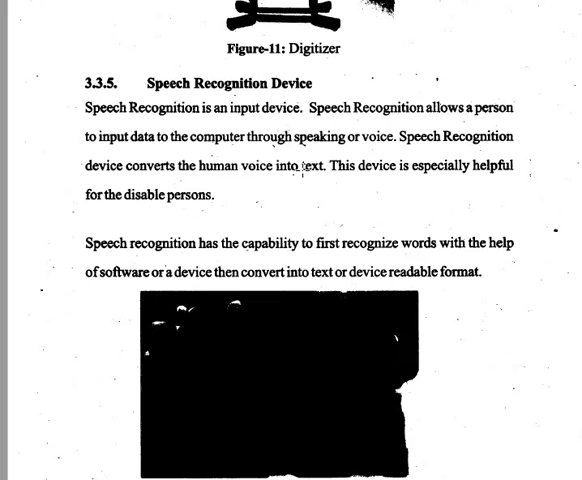 Figure-11: Digitizer
3.3.5. Speech Recognition Device
Speech Recognition is an input device. Speech Recognition allows a person
to input data to the computer through speaking or voice. Speech Recognition
device converts the human voice into text. This device is especially helpful
for the disable persons.
Speech recognition has the capability to first recognize words with the help
of software or a device then convert into text or device readable format.